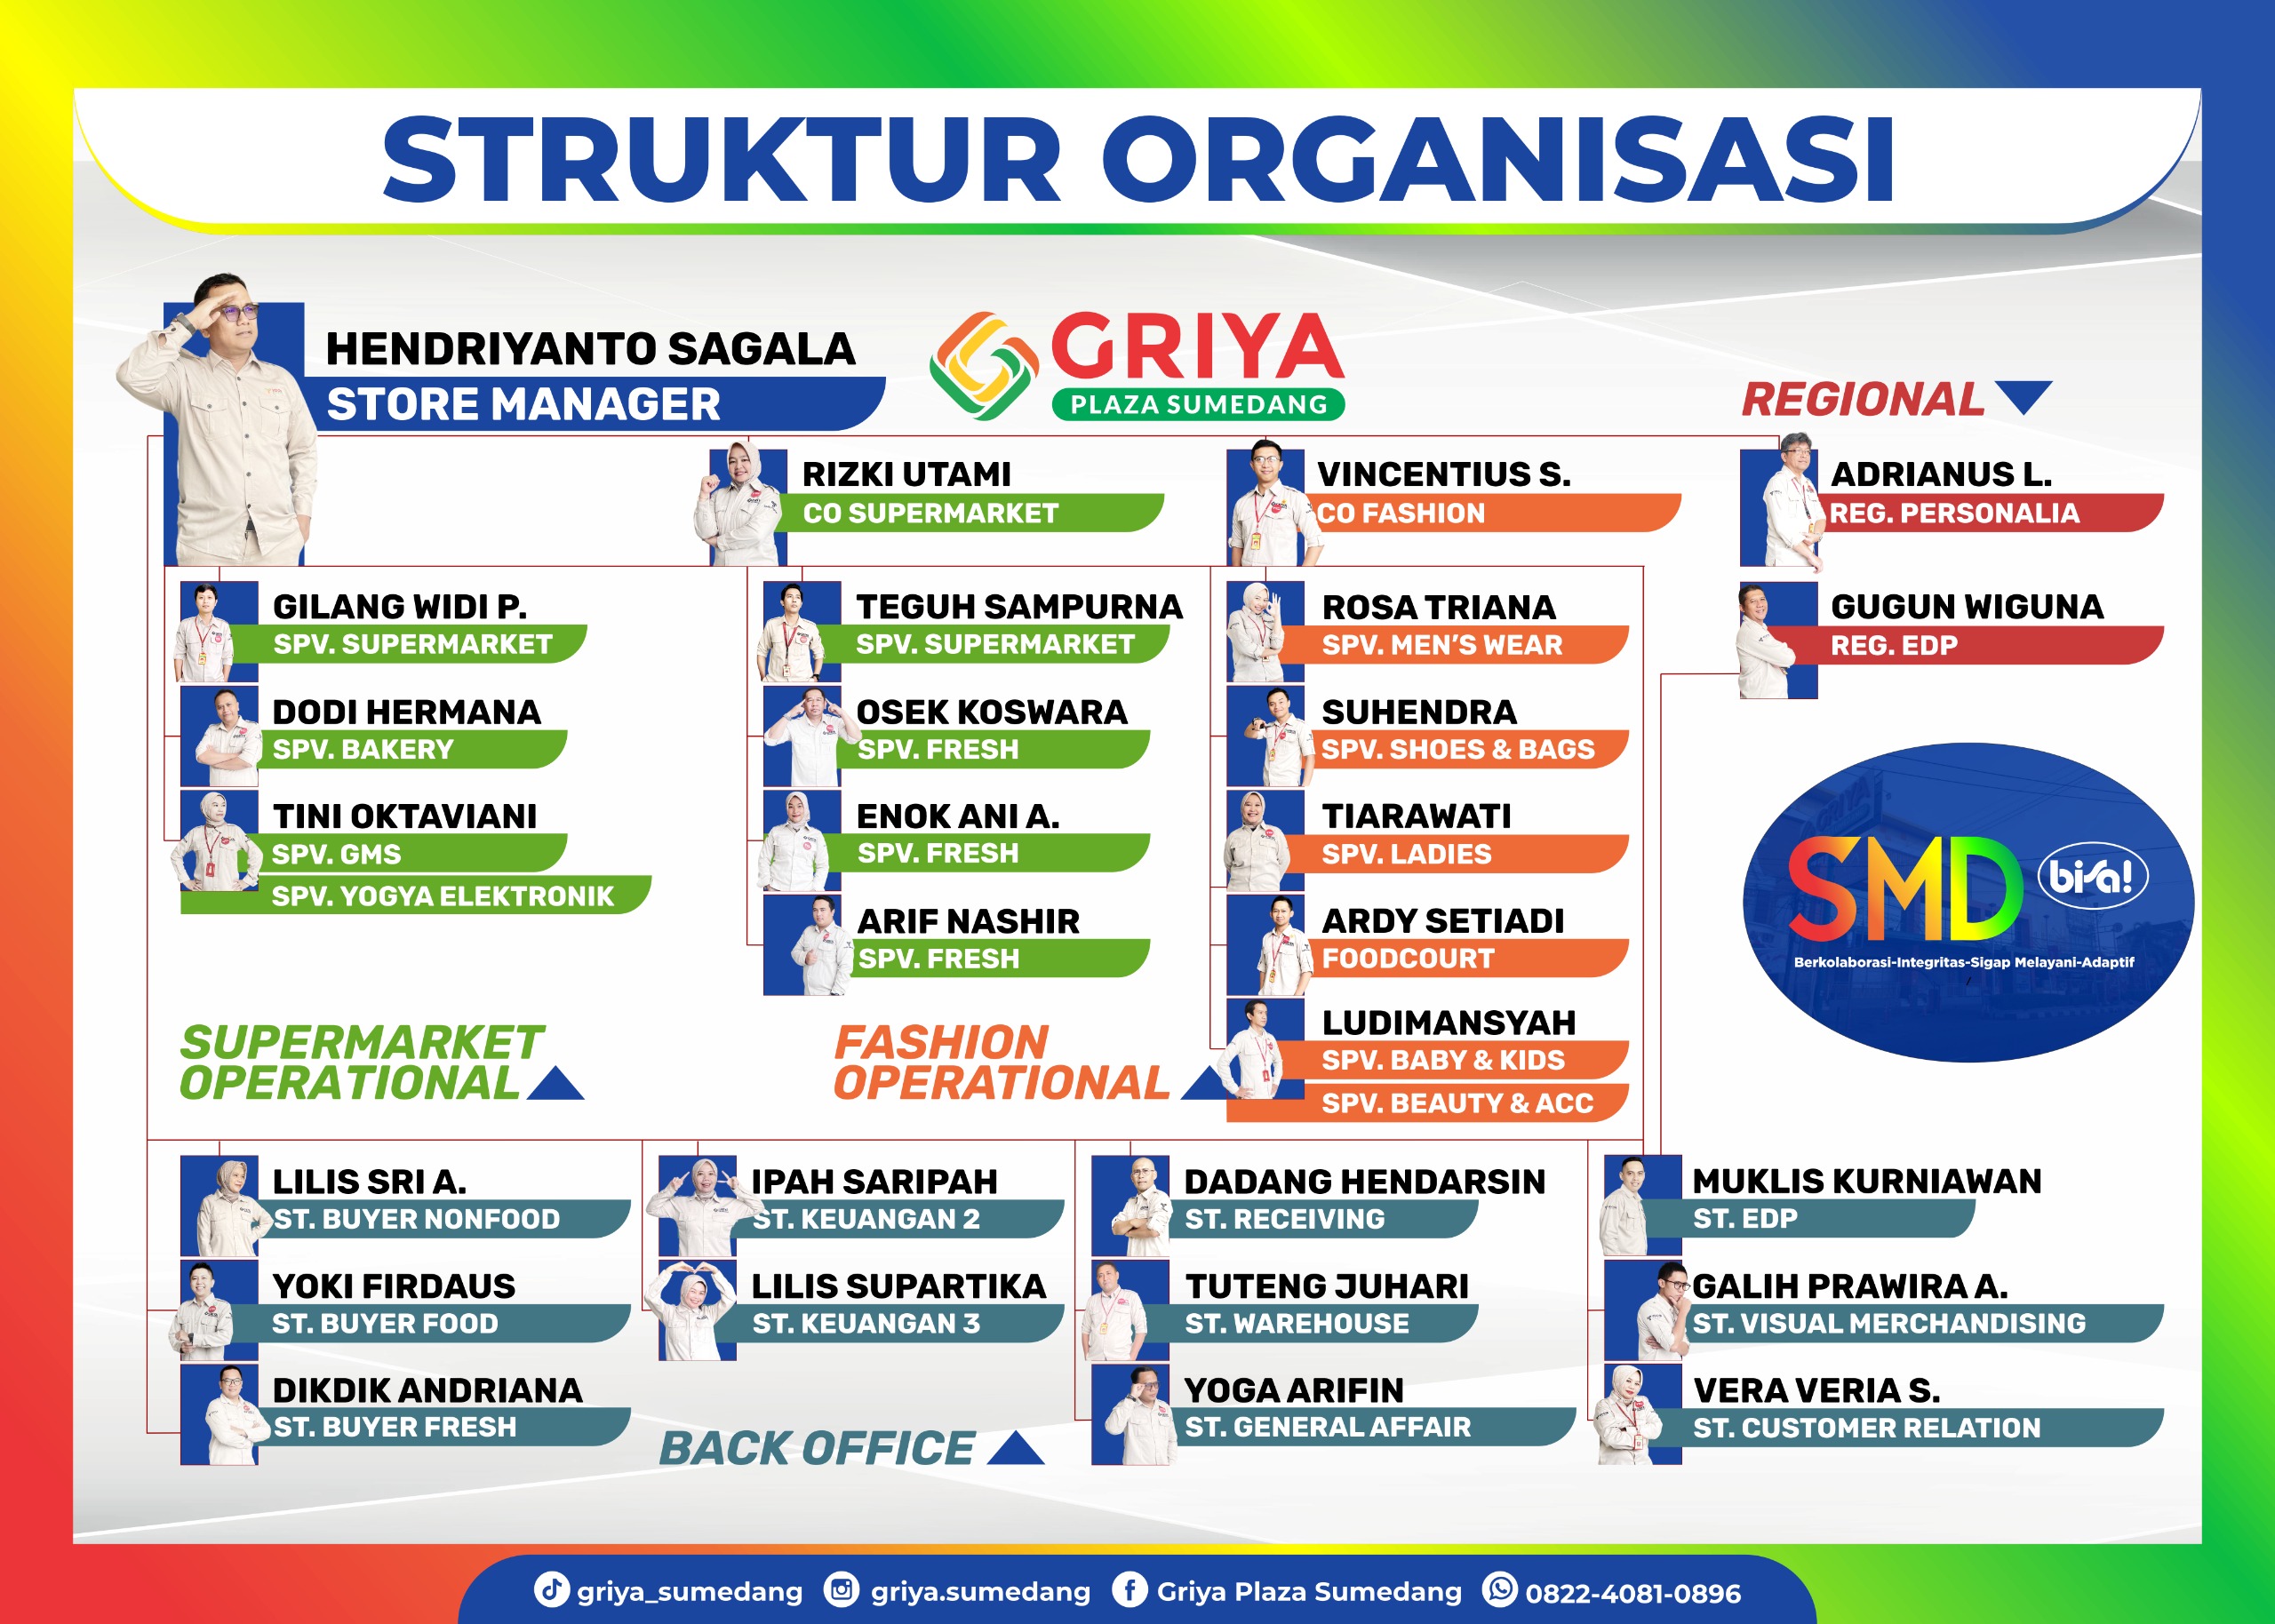 STRUKTUR ORGANISASI
HENDRIYANTO SAGALA
STORE MANAGER
GRIYA
PLAZA SUMEDANG
REGIONAL
RIZKI UTAMI
CO SUPERMARKET
VINCENTIUS S.
CO FASHION
ADRIANUS L.
REG. PERSONALIA
GUGUN WIGUNA
REG. EDP
GILANG WIDI P.
SPV. SUPERMARKET
DODI HERMANA
SPV. BAKERY
TINI OKTAVIANI
SPV. GMS
SPV. YOGYA ELEKTRONIK
TEGUH SAMPURNA
SPV. SUPERMARKET
OSEK KOSWARA
SPV. FRESH
ENOK ANI A.
SPV. FRESH
ARIF NASHIR
SPV. FRESH
ROSA TRIANA
SPV. MEN'S WEAR
SUHENDRA
SPV. SHOES & BAGS
TIARAWATI
SPV. LADIES
ARDY SETIADI
FOODCOURT
LUDIMANSYAH
SPV. BABY & KIDS
SPV. BEAUTY & ACC
SMD bisa!
Berkolaborasi-Integritas-Sigap Melayani-Adaptif
SUPERMARKET
OPERATIONAL
FASHION
OPERATIONAL
LILIS SRI A.
ST. BUYER NONFOOD
YOKI FIRDAUS
ST. BUYER FOOD
DIKDIK ANDRIANA
ST. BUYER FRESH
IPAH SARIPAH
ST. KEUANGAN 2
LILIS SUPARTIKA
ST. KEUANGAN 3
BACK OFFICE
DADANG HENDARSIN
ST. RECEIVING
TUTENG JUHARI
ST. WAREHOUSE
YOGA ARIFIN
ST. GENERAL AFFAIR
MUKLIS KURNIAWAN
ST. EDP
GALIH PRAWIRA A.
ST. VISUAL MERCHANDISING
VERA VERIA S.
ST. CUSTOMER RELATION
griya_sumedang griya.sumedang Griya Plaza Sumedang 0822-4081-0896